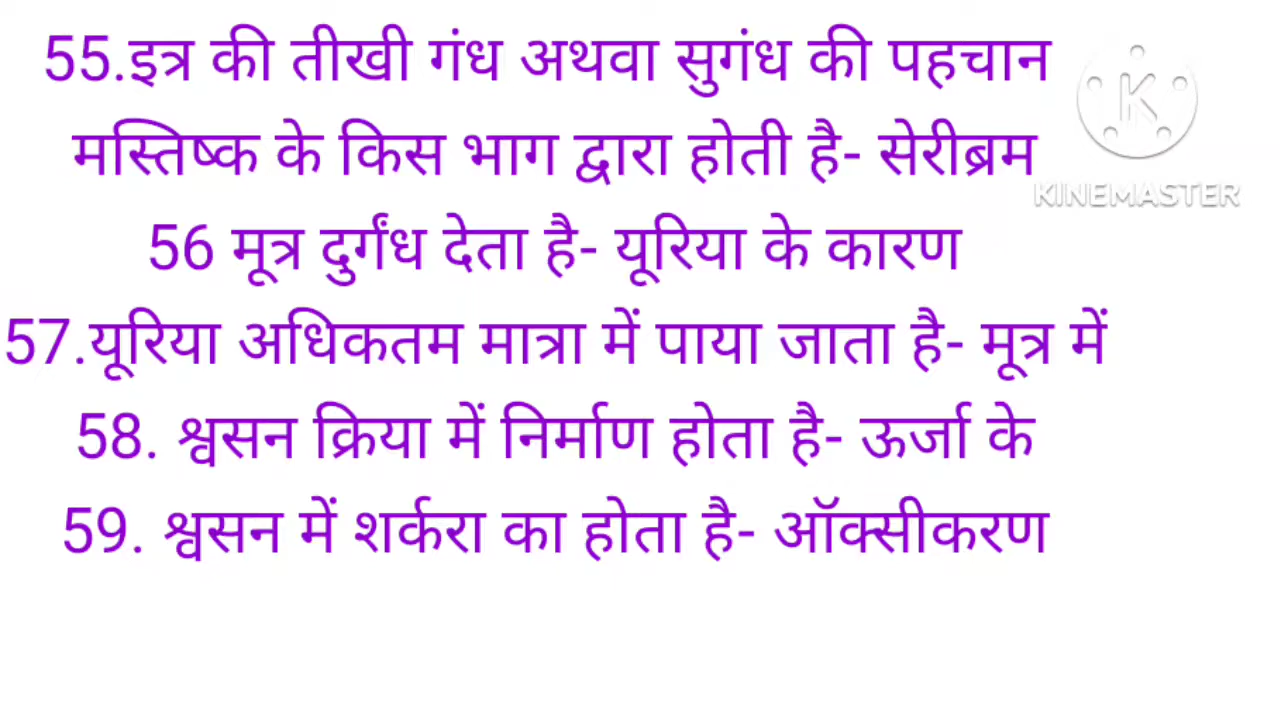 55.इत्र की तीखी गंध अथवा सुगंध की पहचान
मस्तिष्क के किस भाग द्वारा होती है- सेरीब्रम
K
KINEMASTER
56 मूत्र दुर्गंध देता है- यूरिया के कारण
57.यूरिया अधिकतम मात्रा में पाया जाता है- मूत्र में
58. श्वसन क्रिया में निर्माण होता है- ऊर्जा के
59. श्वसन में शर्करा का होता है- ऑक्सीकरण